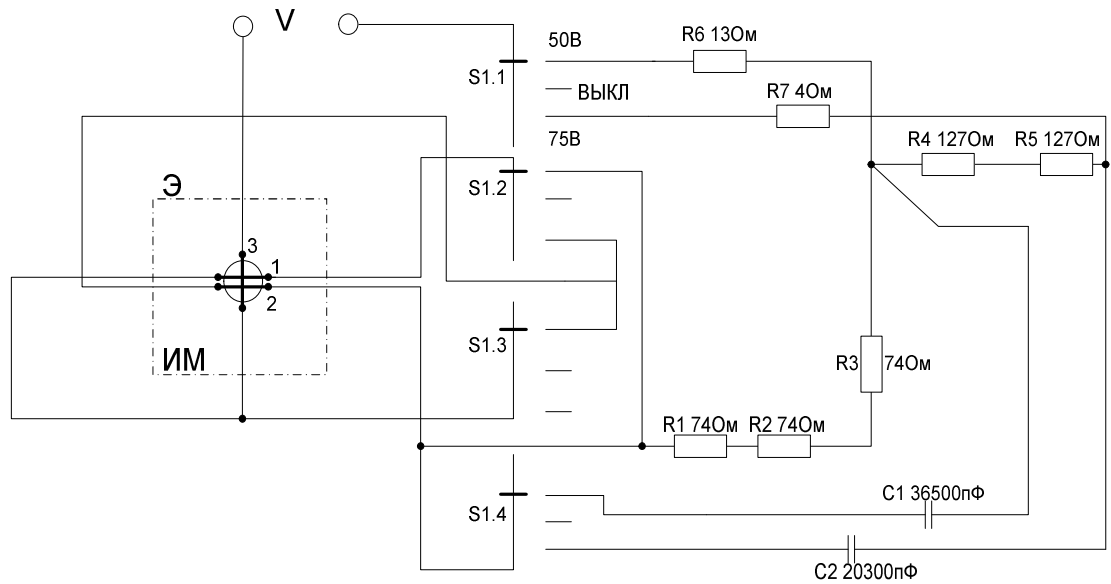 V
50В
R6 13Ом
S1.1
ВЫКЛ
R7 4Ом
75В
R4 127Ом
R5 127Ом
S1.2
Э
3
1
2
ИМ
S1.3
R3
74Ом
R1 74Ом
R2 74Ом
S1.4
C1 36500пФ
C2 20300пФ